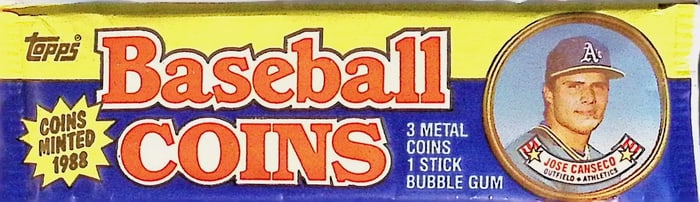 Topps®
Baseball
COINS
COINS
MINTED
1988
3 METAL
COINS
1 STICK
BUBBLE GUM
A's
JOSE CANSECO
OUTFIELD • ATHLETICS